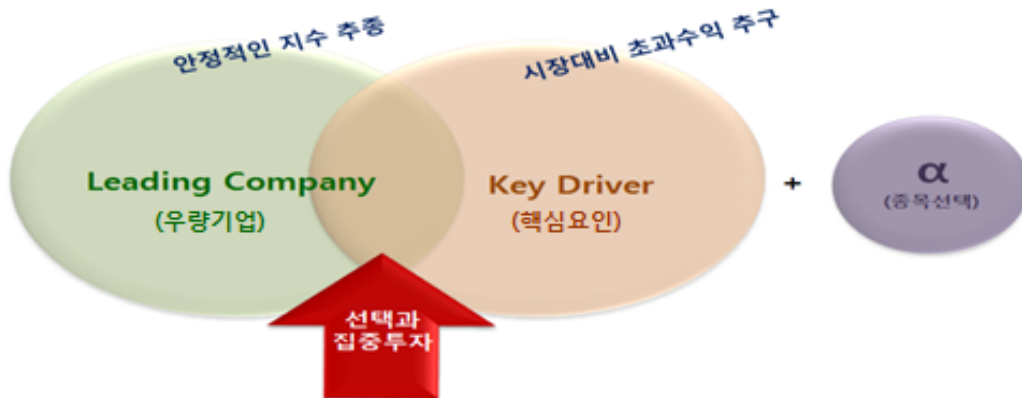 안정적인 지수 추종
시장대비 초과수익 추구
Leading Company
(우량기업)
Key Driver
(핵심요인)
+
α
(종목선택)
선택과
집중투자